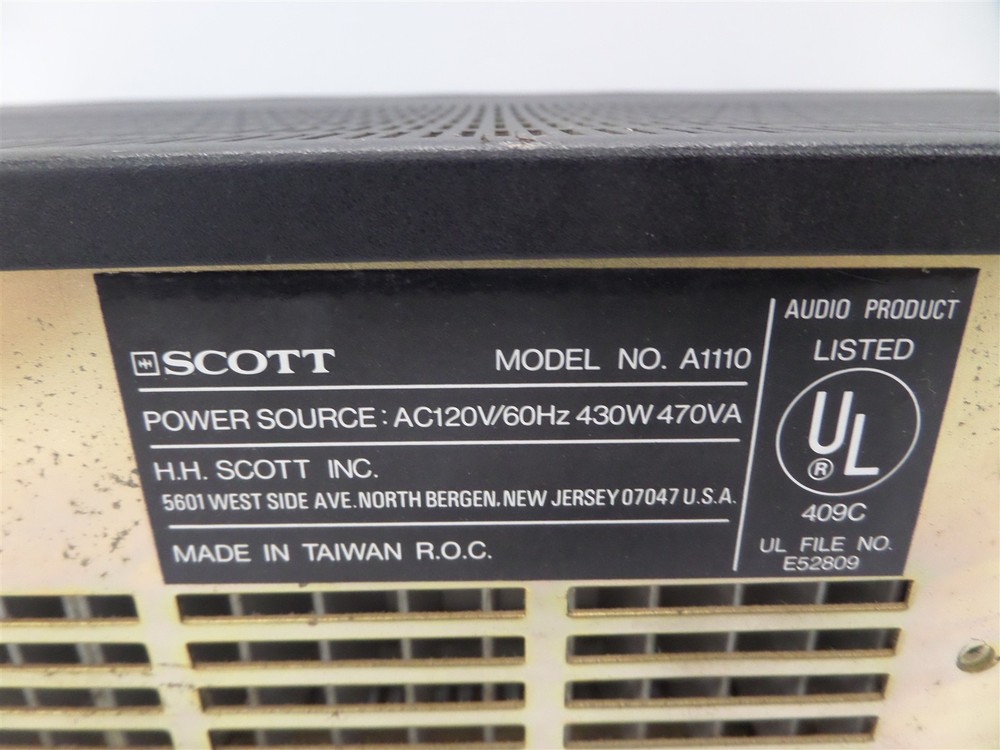 HH SCOTT MODEL NO. A1110
POWER SOURCE: AC120V/60Hz 430W 470VA
H.H. SCOTT INC.
5601 WEST SIDE AVE. NORTH BERGEN, NEW JERSEY 07047 U.S.A.
MADE IN TAIWAN R.O.C.
AUDIO PRODUCT
LISTED
UL ®
409C
UL FILE NO.
E52809